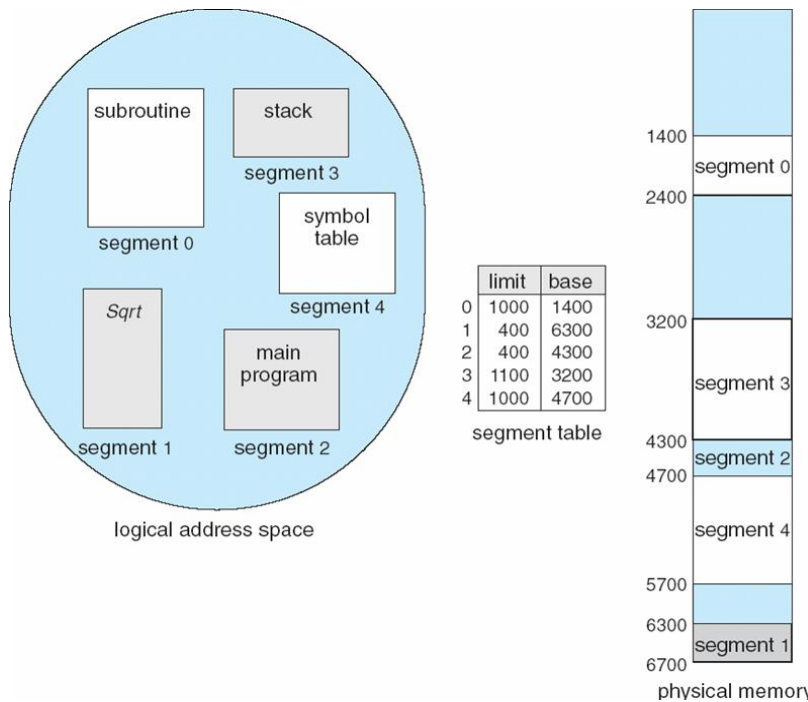 subroutine
segment 0
stack
segment 3
symbol
table
segment 4
Sqrt
segment 1
main
program
segment 2
logical address space
limit base
0 1000 1400
1 400 6300
2 400 4300
3 1100 3200
4 1000 4700
segment table
1400
segment 0
2400
3200
segment 3
4300
segment 2
4700
segment 4
5700
6300
segment 1
6700
physical memory